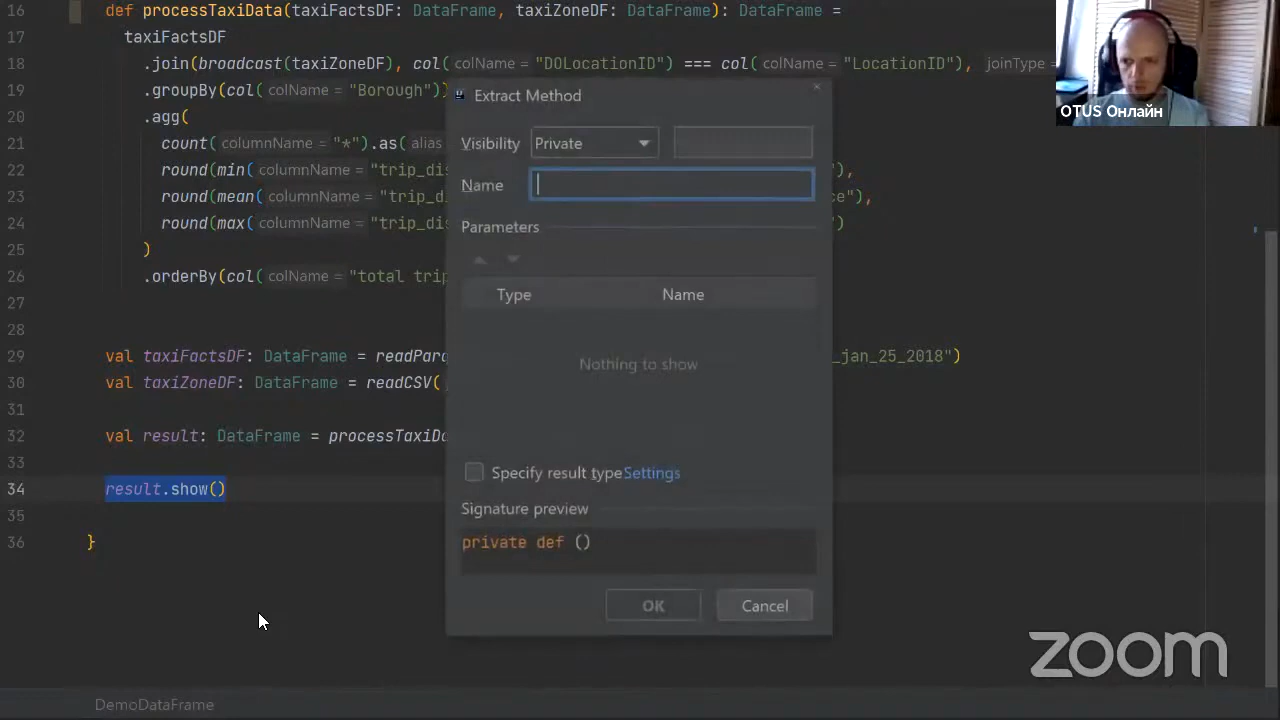 16 def processTaxiData(taxiFactsDF: DataFrame, taxiZoneDF: DataFrame): DataFrame =
17 taxiFactsDF
18 .join(broadcast(taxiZoneDF), col( colName = "DOLocationID") === col( colName = "LocationID"), joinType =
19 .groupBy(col( colName = "Borough"))
20 .agg(
21 count( columnName = "*").as( alias
22 round(min( columnName = "trip_dis "),
23 round(mean( columnName = "trip_di ce"),
24 round(max( columnName = "trip_dis ")
25 )
26 .orderBy(col( colName = "total trip
27
28
29 val taxiFactsDF: DataFrame = readPar _jan_25_2018")
30 val taxiZoneDF: DataFrame = readCSV(
31
32 val result: DataFrame = processTaxiDa
33
34 result.show()
35
36 }
Extract Method
Visibility Private
Name
Parameters
Type Name
Nothing to show
Specify result type Settings
Signature preview
private def ()
OK Cancel
DemoDataFrame
OTUS Онлайн
zoom